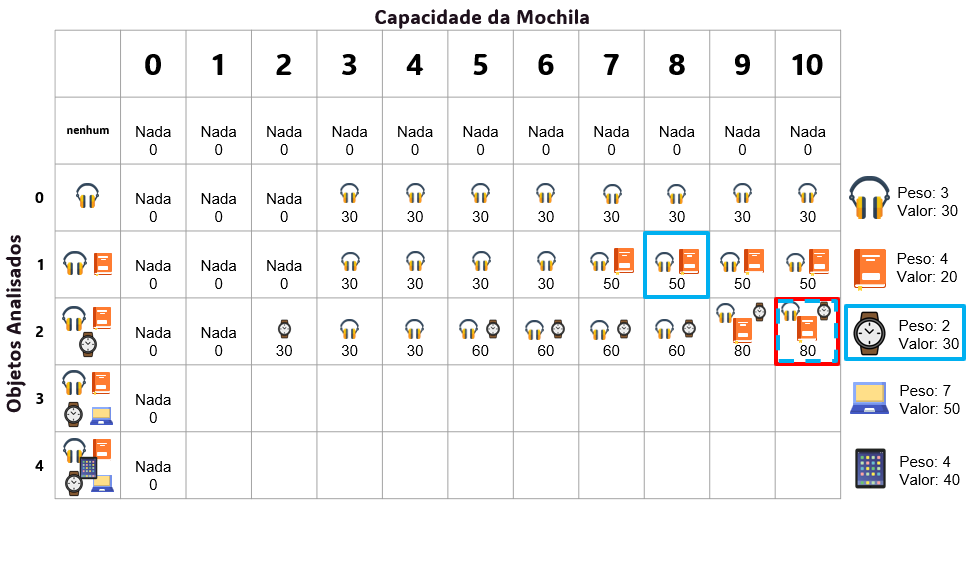 Capacidade da Mochila
0 1 2 3 4 5 6 7 8 9 10
Objetos Analisados
nenhum
Nada Nada Nada Nada Nada Nada Nada Nada Nada Nada Nada
0 0 0 0 0 0 0 0 0 0 0
0
Nada Nada Nada
0 0 0 30 30 30 30 30 30 30 30
Peso: 3
Valor: 30
1
Nada Nada Nada
0 0 0 30 30 30 30 50 50 50 50
Peso: 4
Valor: 20
2
Nada Nada
0 0 30 30 30 60 60 60 60 80 80
Peso: 2
Valor: 30
3
Nada
0
Peso: 7
Valor: 50
4
Nada
0
Peso: 4
Valor: 40